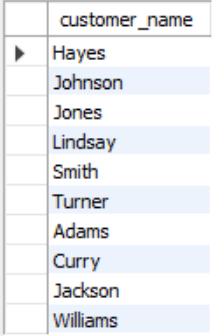 customer_name
Hayes
Johnson
Jones
Lindsay
Smith
Turner
Adams
Curry
Jackson
Williams